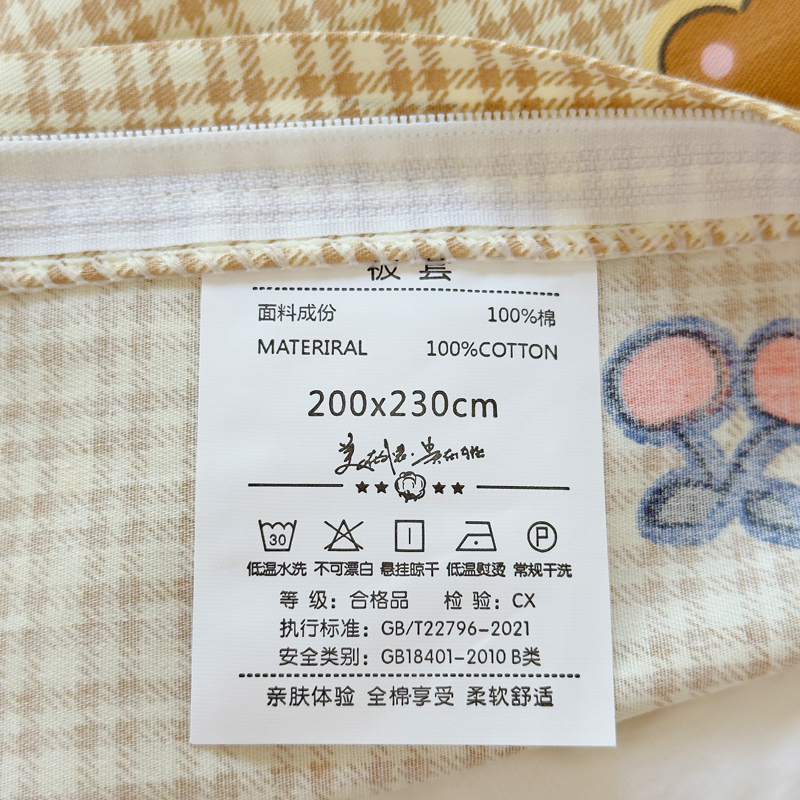 被套
面料成份 100%棉
MATERIRAL 100%COTTON
200x230cm
30 P
低温水洗 不可漂白 悬挂晾干 低温熨烫 常规干洗
等 级：合格品 检 验：CX
执行标准：GB/T22796-2021
安全类别：GB18401-2010 B类
亲肤体验 全棉享受 柔软舒适